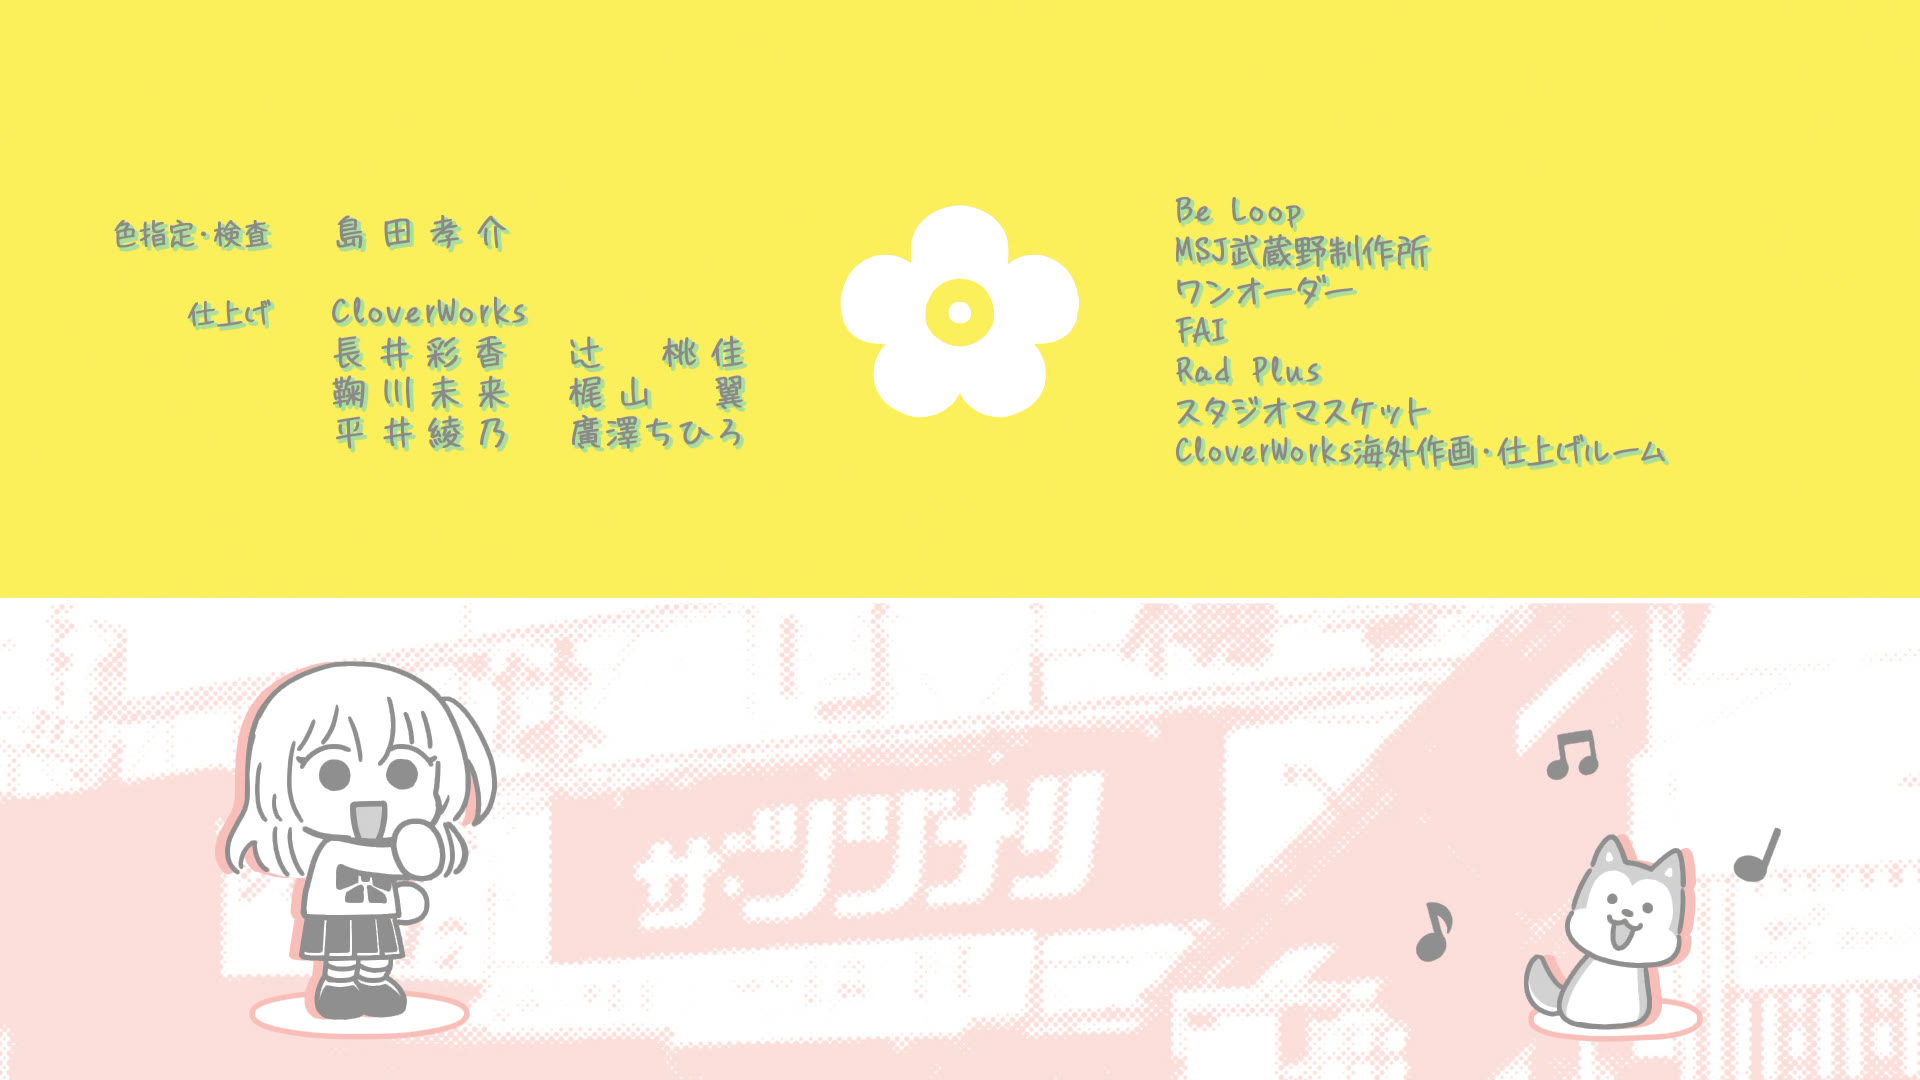 色指定・検査 島田孝介
仕上げ CloverWorks
長井彩香 辻 桃佳
鞠川未来 梶山 翼
平井綾乃 廣澤ちひろ
Be Loop
MSJ武蔵野制作所
ワンオーダー
FAI
Rad Plus
スタジオマスケット
CloverWorks海外作画・仕上げルーム
サ・ツヅナリ